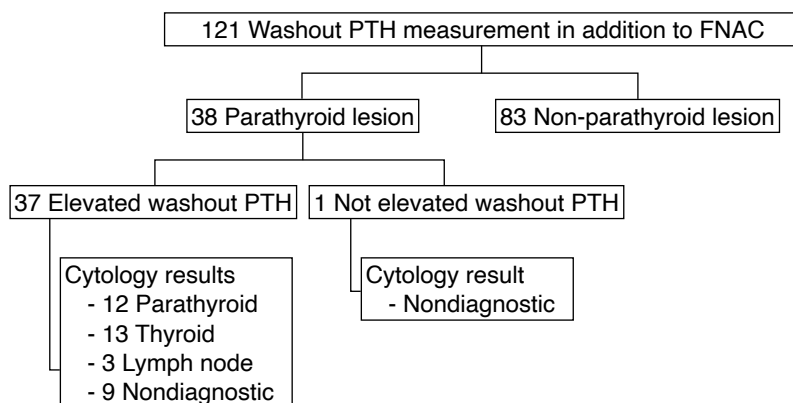 121 Washout PTH measurement in addition to FNAC
38 Parathyroid lesion
83 Non-parathyroid lesion
37 Elevated washout PTH
1 Not elevated washout PTH
Cytology results
- 12 Parathyroid
- 13 Thyroid
- 3 Lymph node
- 9 Nondiagnostic
Cytology result
- Nondiagnostic